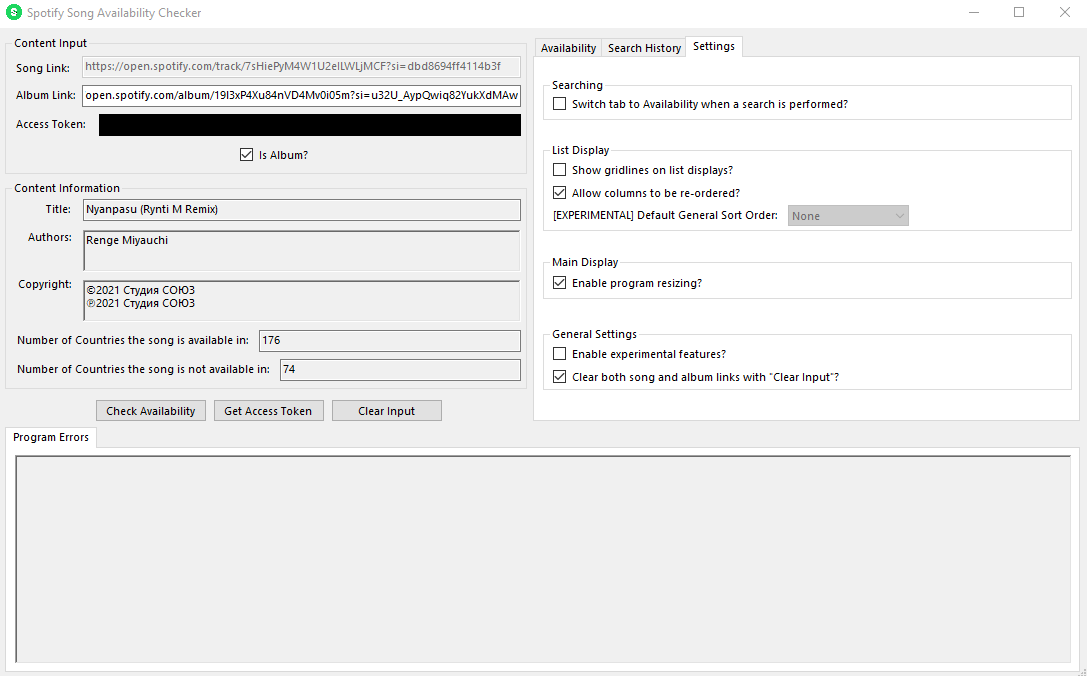 Spotify Song Availability Checker
Content Input
Song Link: https://open.spotify.com/track/7sHiePyM4W1U2eILWLjMCF?si=dbd8694ff4114b3f
Album Link: open.spotify.com/album/19I3xP4Xu84nVD4Mv0i05m?si=u32U_AypQwiq82YukXdMAw
Access Token:
Is Album?
Content Information
Title: Nyanpasu (Rynti M Remix)
Authors: Renge Miyauchi
Copyright: ©2021 Студия СОЮЗ
℗2021 Студия СОЮЗ
Number of Countries the song is available in: 176
Number of Countries the song is not available in: 74
Check Availability Get Access Token Clear Input
Availability Search History Settings
Searching
Switch tab to Availability when a search is performed?
List Display
Show gridlines on list displays?
Allow columns to be re-ordered?
[EXPERIMENTAL] Default General Sort Order: None
Main Display
Enable program resizing?
General Settings
Enable experimental features?
Clear both song and album links with "Clear Input"?
Program Errors